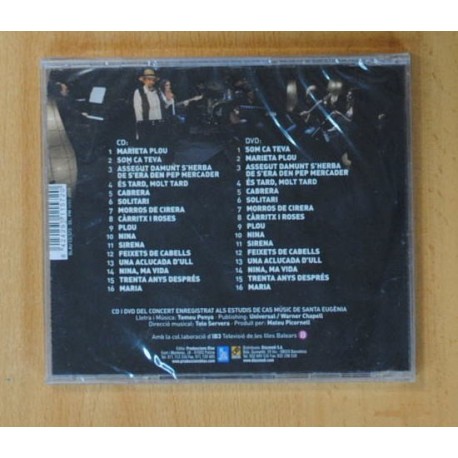 CD:
1 MARIETA PLOU
2 SOM CA TEVA
3 ASSEGUT DAMUNT S'HERBA
DE S'ERA DEN PEP MERCADER
4 ÉS TARD, MOLT TARD
5 CABRERA
6 SOLITARI
7 MORROS DE CIRERA
8 CÀRRITX I ROSES
9 PLOU
10 NINA
11 SIRENA
12 FEIXETS DE CABELLS
13 UNA ACLUCADA D'ULL
14 NINA, MA VIDA
15 TRENTA ANYS DESPRÉS
16 MARIA
DVD:
1 SOM CA TEVA
2 MARIETA PLOU
3 ASSEGUT DAMUNT S'HERBA
DE S'ERA DEN PEP MERCADER
4 ÉS TARD, MOLT TARD
5 CABRERA
6 SOLITARI
7 MORROS DE CIRERA
8 CÀRRITX I ROSES
9 PLOU
10 NINA
11 SIRENA
12 FEIXETS DE CABELLS
13 UNA ACLUCADA D'ULL
14 NINA, MA VIDA
15 TRENTA ANYS DESPRÉS
16 MARIA
CD I DVD DEL CONCERT ENREGISTRAT ALS ESTUDIS DE CAS MÚSIC DE SANTA EUGÈNIA
Lletra i Música: Tomeu Penya - Publishing: Universal / Warner Chapell
Direcció musical: Tolo Servera - Produït per: Mateu Picornell
Amb la col.laboració d'IB3 Televisió de les Illes Balears